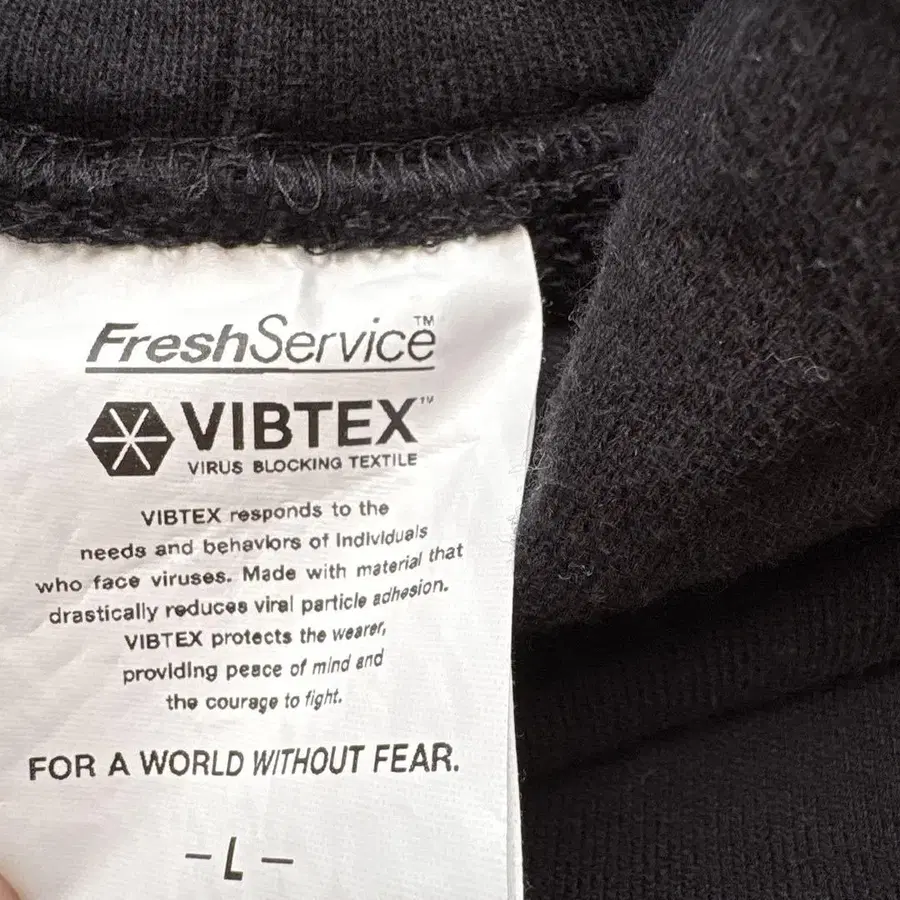 FreshService™
VIBTEX™
VIRUS BLOCKING TEXTILE
VIBTEX responds to the
needs and behaviors of individuals
who face viruses. Made with material that
drastically reduces viral particle adhesion.
VIBTEX protects the wearer,
providing peace of mind and
the courage to fight.
FOR A WORLD WITHOUT FEAR.
– L –